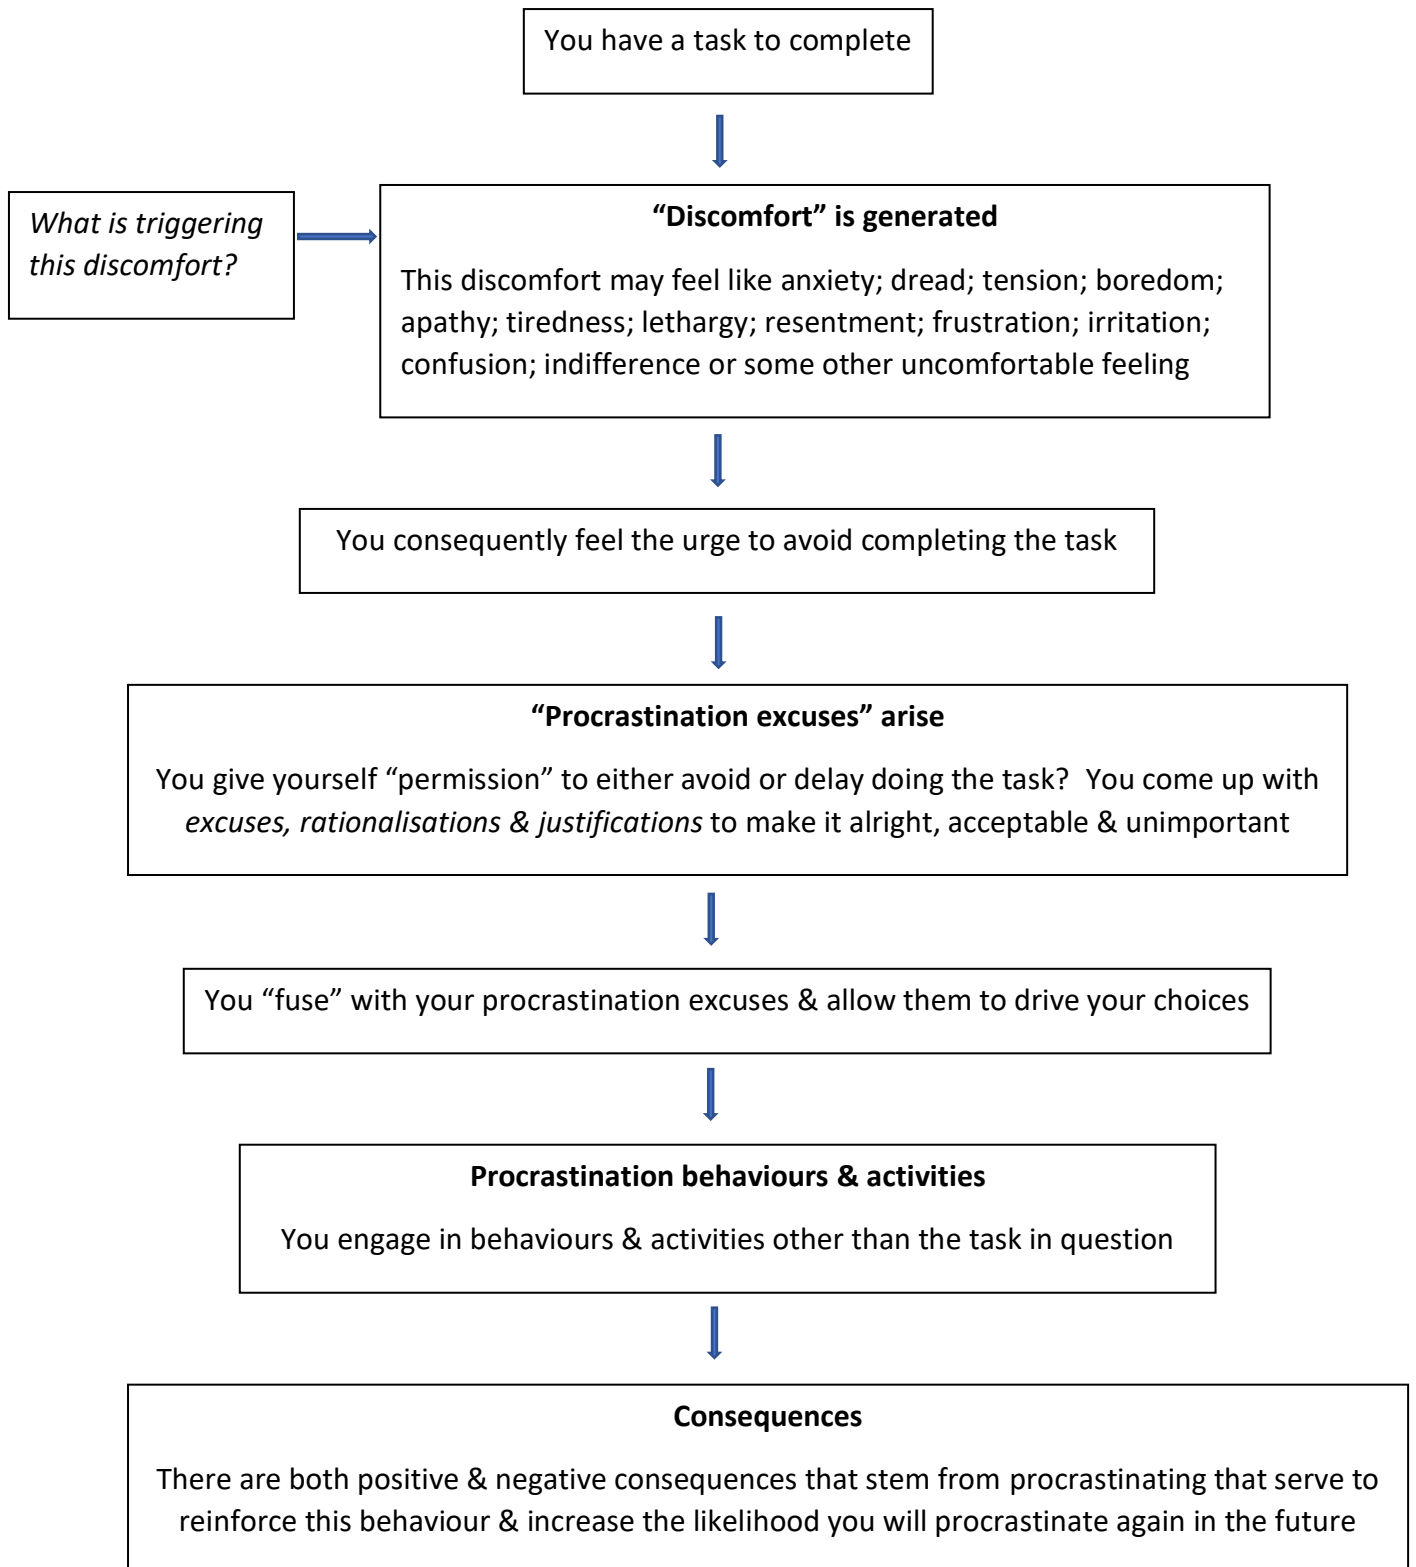 You have a task to complete
What is triggering
this discomfort?
“Discomfort” is generated
This discomfort may feel like anxiety; dread; tension; boredom;
apathy; tiredness; lethargy; resentment; frustration; irritation;
confusion; indifference or some other uncomfortable feeling
You consequently feel the urge to avoid completing the task
“Procrastination excuses” arise
You give yourself “permission” to either avoid or delay doing the task?  You come up with
excuses, rationalisations & justifications to make it alright, acceptable & unimportant
You “fuse” with your procrastination excuses & allow them to drive your choices
Procrastination behaviours & activities
You engage in behaviours & activities other than the task in question
Consequences
There are both positive & negative consequences that stem from procrastinating that serve to
reinforce this behaviour & increase the likelihood you will procrastinate again in the future